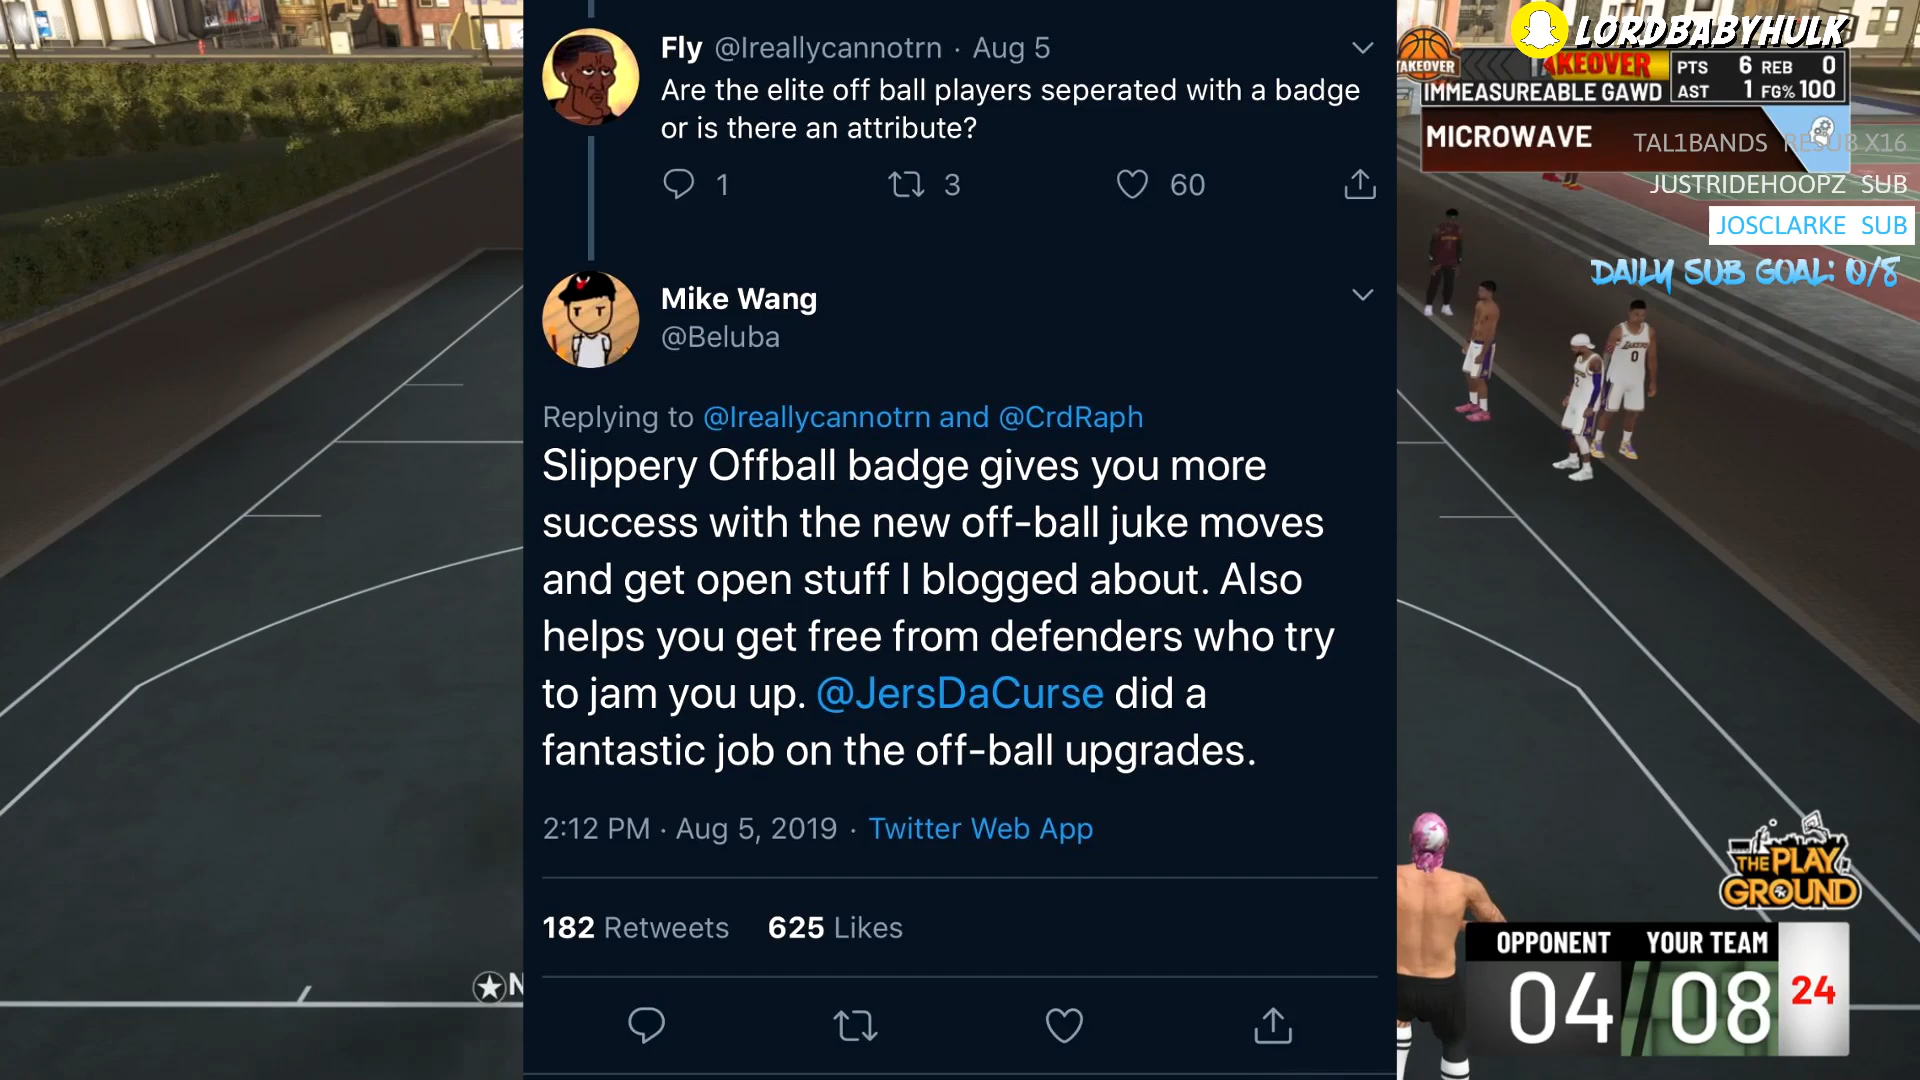 Fly @Ireallycannotrn · Aug 5
Are the elite off ball players seperated with a badge
or is there an attribute?
1 3 60
Mike Wang
@Beluba
Replying to @Ireallycannotrn and @CrdRaph
Slippery Offball badge gives you more
success with the new off-ball juke moves
and get open stuff I blogged about. Also
helps you get free from defenders who try
to jam you up. @JersDaCurse did a
fantastic job on the off-ball upgrades.
2:12 PM · Aug 5, 2019 · Twitter Web App
182 Retweets 625 Likes
LORDBABYHULK
TAKEOVER
PTS 6 REB 0
IMMEASUREABLE GAWD
AST 1 FG% 100
MICROWAVE
TAL1BANDS RESUB X16
JUSTRIDEHOOPZ SUB
JOSCLARKE SUB
DAILY SUB GOAL: 0/8
THE PLAY
GROUND
OPPONENT YOUR TEAM
04 08 24